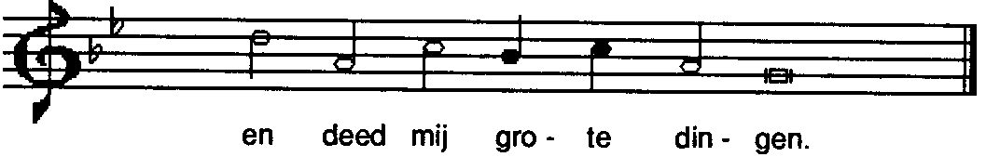 en deed mij gro - te din - gen.